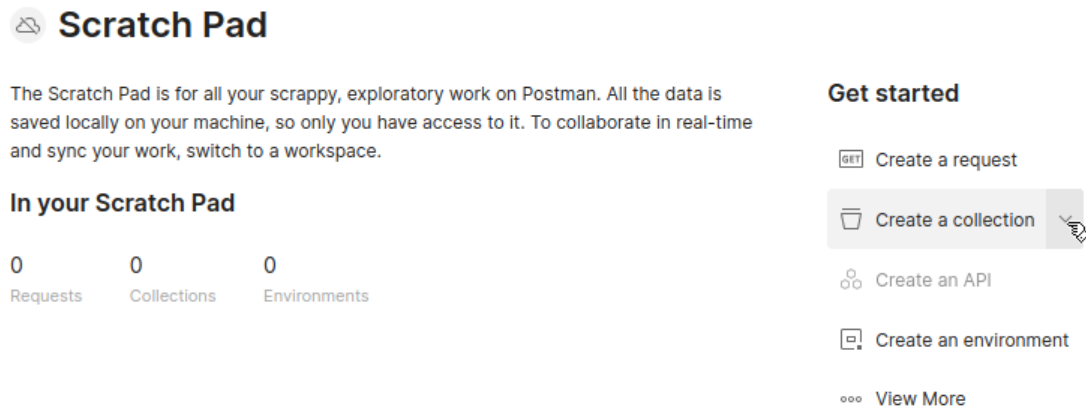 Scratch Pad
The Scratch Pad is for all your scrappy, exploratory work on Postman. All the data is
saved locally on your machine, so only you have access to it. To collaborate in real-time
and sync your work, switch to a workspace.
In your Scratch Pad
0 0 0
Requests Collections Environments
Get started
GET Create a request
Create a collection
Create an API
Create an environment
View More